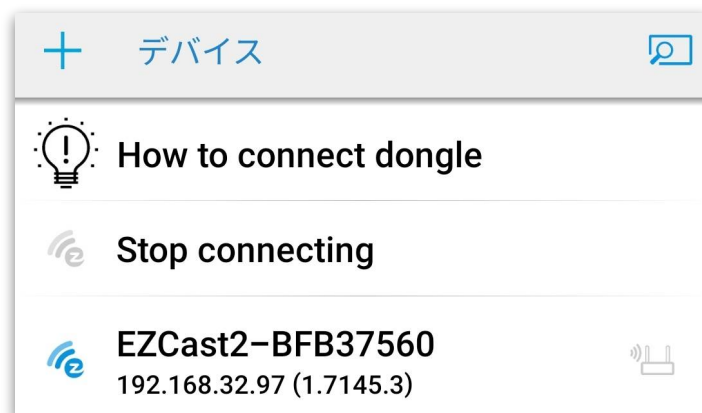 デバイス
How to connect dongle
Stop connecting
EZCast2-BFB37560
192.168.32.97 (1.7145.3)